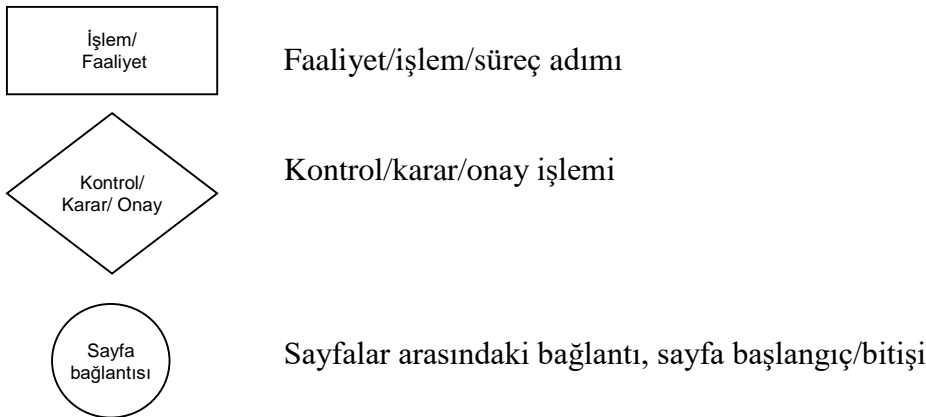 İşlem/
Faaliyet
Faaliyet/işlem/süreç adımı
Kontrol/
Karar/ Onay
Kontrol/karar/onay işlemi
Sayfa
bağlantısı
Sayfalar arasındaki bağlantı, sayfa başlangıç/bitişi